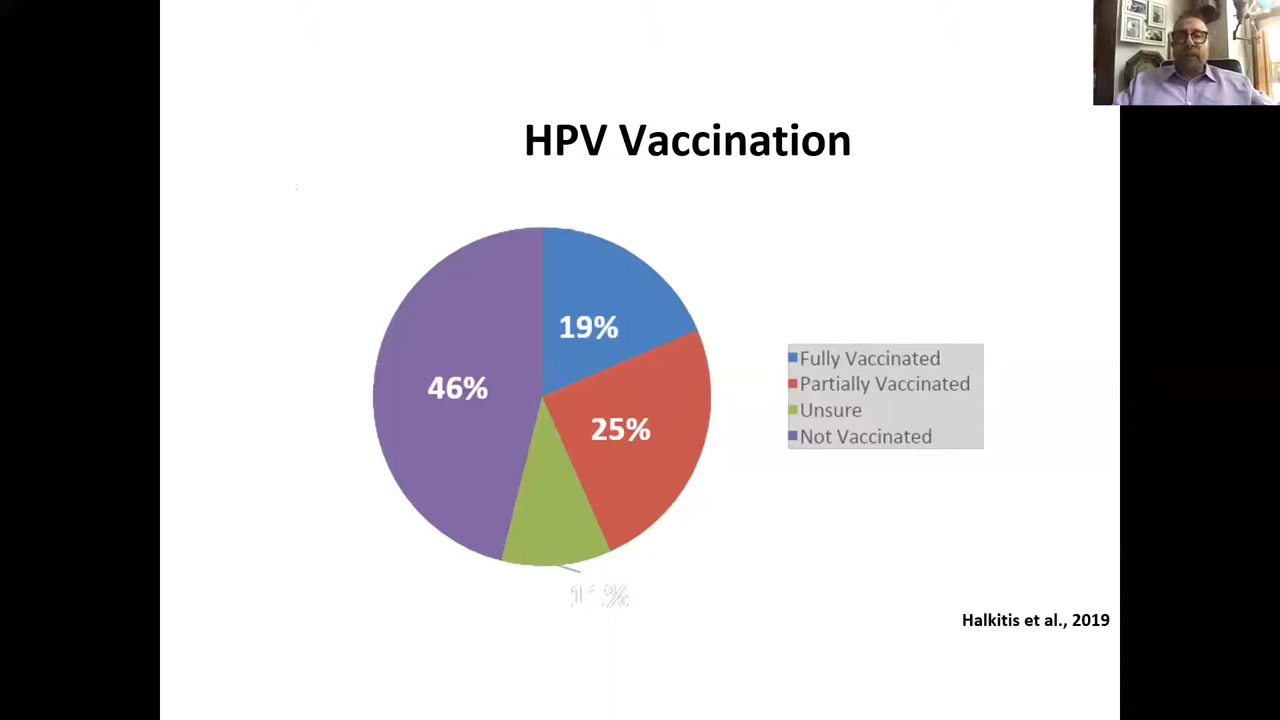 HPV Vaccination
19%
46%
25%
Fully Vaccinated
Partially Vaccinated
Unsure
Not Vaccinated
Halkitis et al., 2019